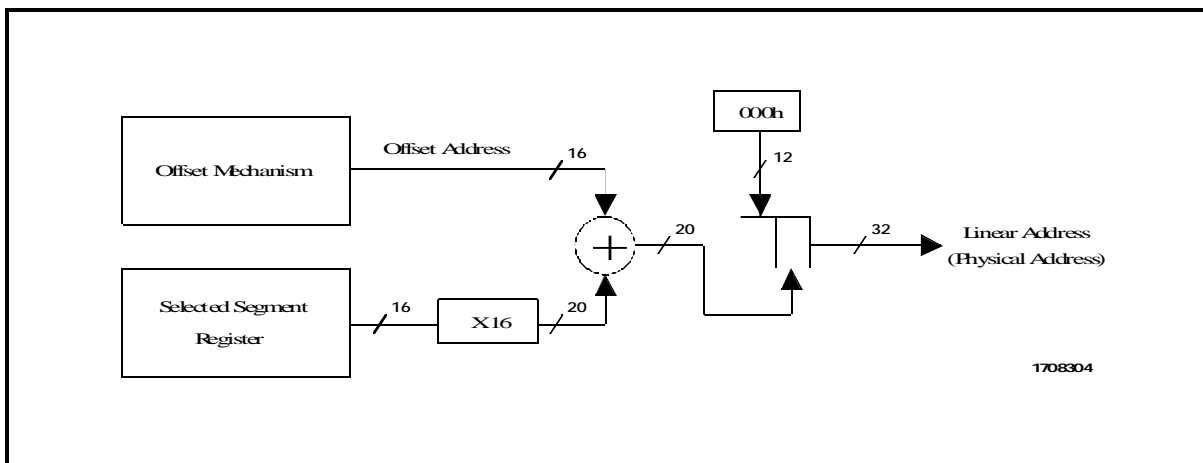 000h
12
Offset Mechanism
Offset Address
16
+
20
32
Linear Address
(Physical Address)
Selected Segment
Register
16
X16
20
1708304